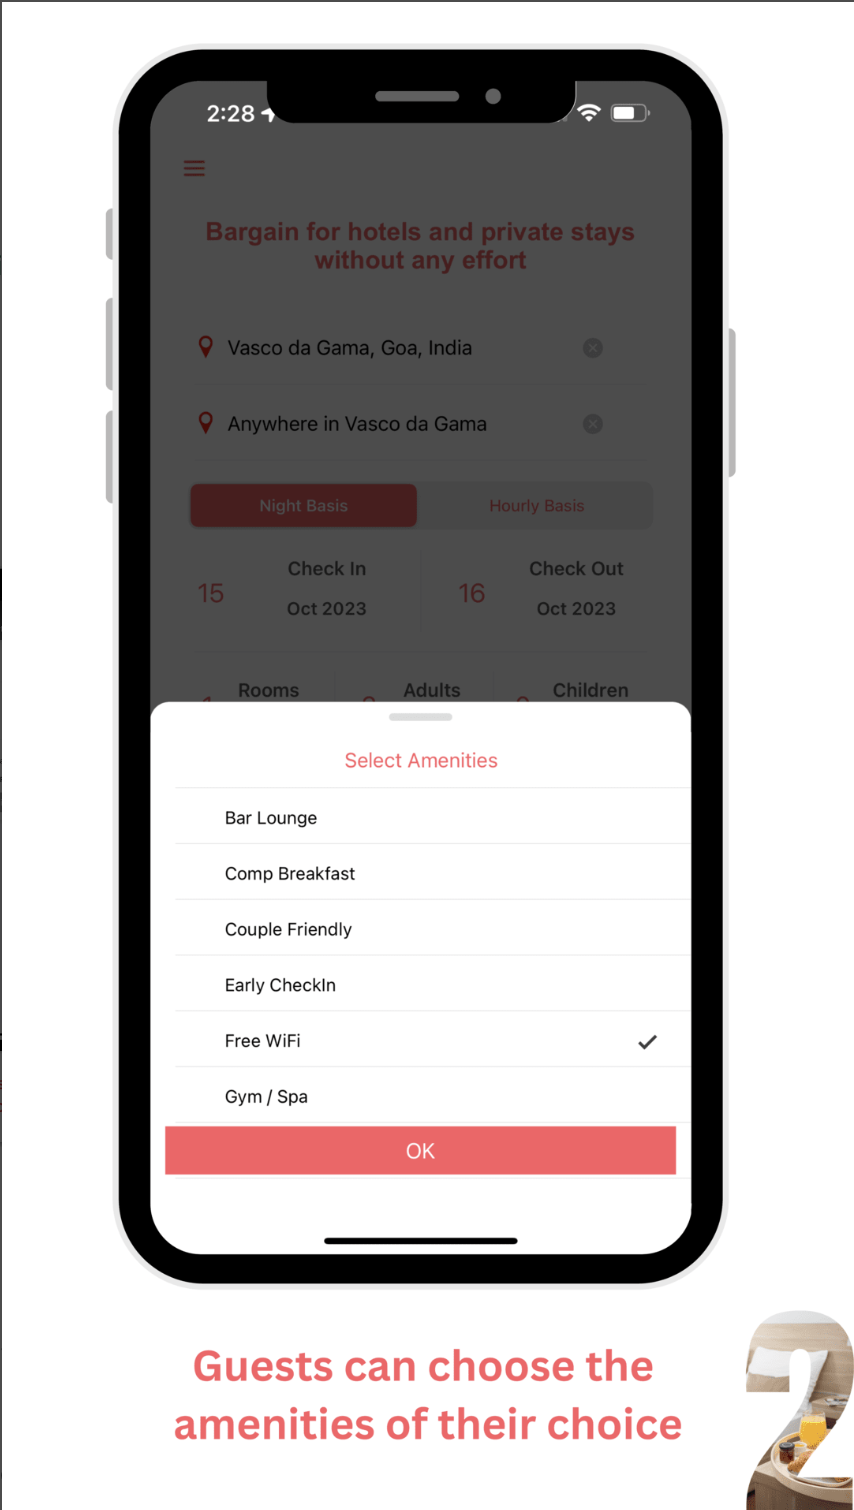 2:28
Bargain for hotels and private stays
without any effort
Vasco da Gama, Goa, India
Anywhere in Vasco da Gama
Night Basis
Hourly Basis
Check In
15
Oct 2023
Check Out
16
Oct 2023
Rooms
Adults
Children
Select Amenities
Bar Lounge
Comp Breakfast
Couple Friendly
Early CheckIn
Free WiFi
Gym / Spa
OK
Guests can choose the
amenities of their choice
2